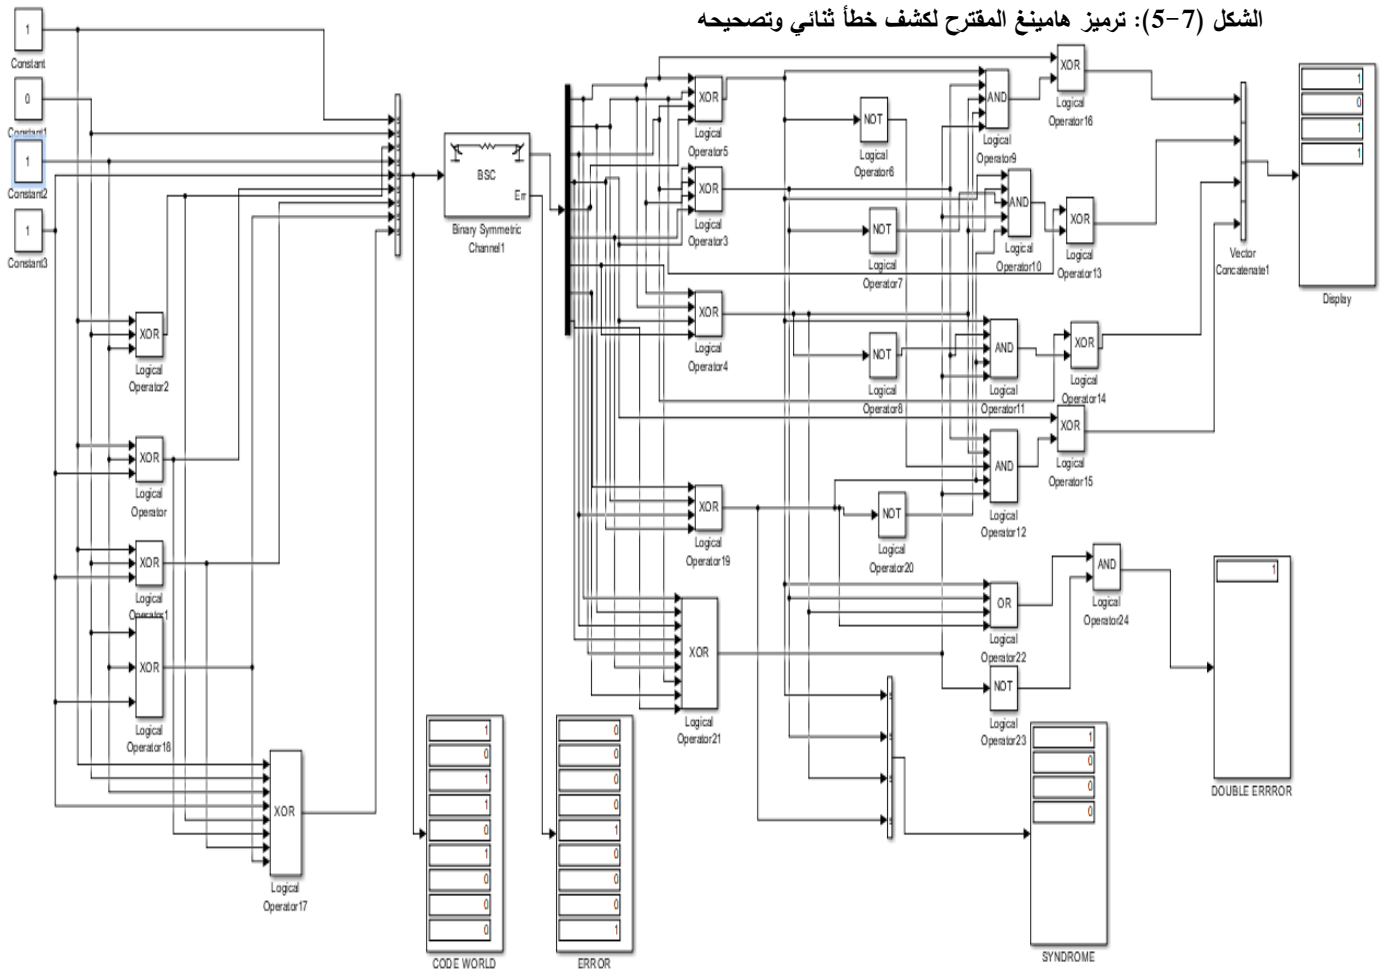 الشكل (7-5): ترميز هامينغ المقترح لكشف خطأ ثنائي وتصحيحه
1
Constant
0
Constant1
1
Constant2
1
Constant3
XOR
Logical
Operator2
XOR
Logical
Operator
XOR
Logical
Operator1
XOR
Logical
Operator18
XOR
Logical
Operator17
BSC
Err
Binary Symmetric
Channel1
XOR
Logical
Operator5
XOR
Logical
Operator3
XOR
Logical
Operator4
XOR
Logical
Operator19
XOR
Logical
Operator21
NOT
Logical
Operator6
NOT
Logical
Operator7
NOT
Logical
Operator8
NOT
Logical
Operator20
AND
Logical
Operator9
AND
Logical
Operator10
AND
Logical
Operator11
AND
Logical
Operator12
OR
Logical
Operator22
NOT
Logical
Operator23
XOR
Logical
Operator16
XOR
Logical
Operator13
XOR
Logical
Operator14
XOR
Logical
Operator15
AND
Logical
Operator24
Vector
Concatenate1
1
0
1
1
Display
1
DOUBLE ERRROR
1
0
1
1
0
1
0
0
0
CODE WORLD
0
0
0
0
1
0
0
0
1
ERROR
1
0
0
0
SYNDROME